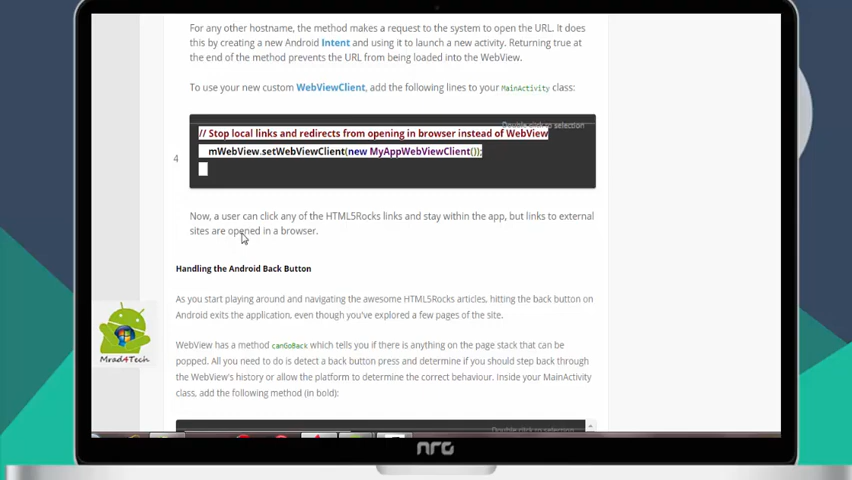 For any other hostname, the method makes a request to the system to open the URL. It does
this by creating a new Android Intent and using it to launch a new activity. Returning true at
the end of the method prevents the URL from being loaded into the WebView.
To use your new custom WebViewClient, add the following lines to your MainActivity class:
Double click to selection
// Stop local links and redirects from opening in browser instead of WebView
4
mWebView.setWebViewClient(new MyAppWebViewClient());
Now, a user can click any of the HTML5Rocks links and stay within the app, but links to external
sites are opened in a browser.
Handling the Android Back Button
As you start playing around and navigating the awesome HTML5Rocks articles, hitting the back button on
Android exits the application, even though you've explored a few pages of the site.
WebView has a method canGoBack which tells you if there is anything on the page stack that can be
popped. All you need to do is detect a back button press and determine if you should step back through
the WebView's history or allow the platform to determine the correct behaviour. Inside your MainActivity
class, add the following method (in bold):
Double click to selection
Mrad4Tech
nrg